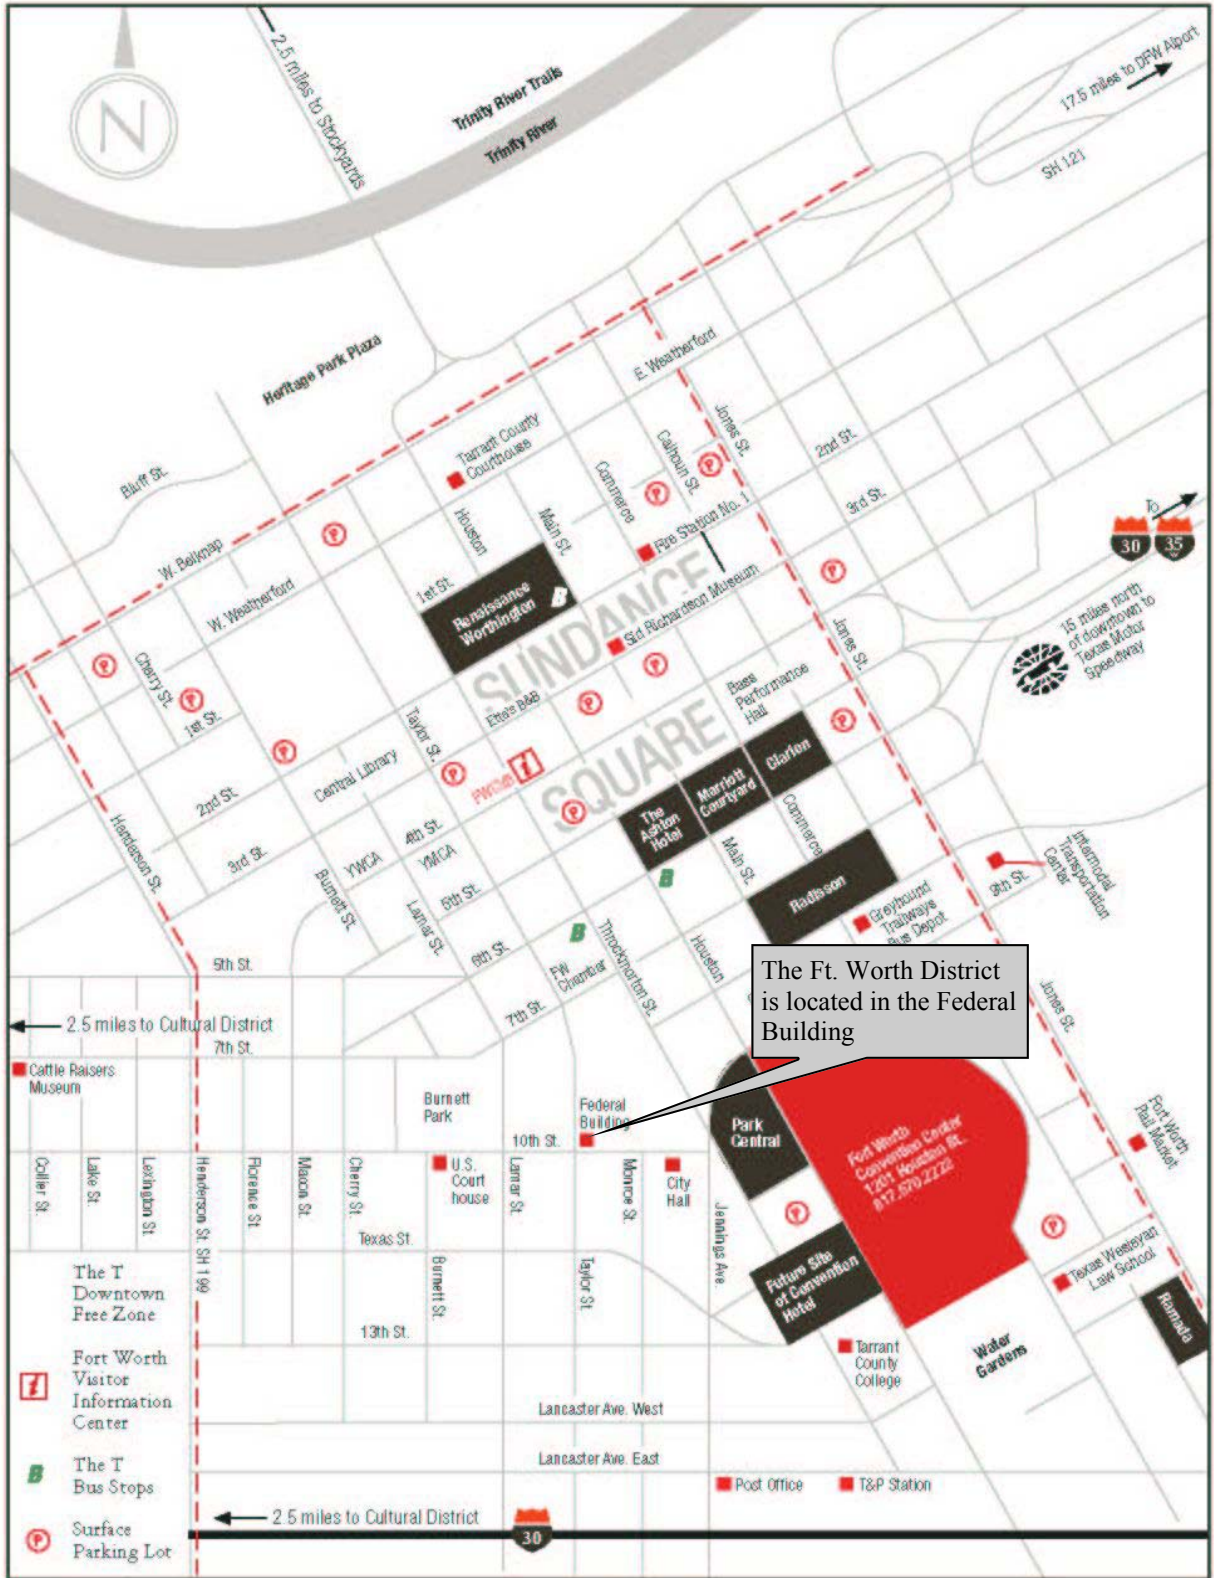 N
2.5 miles to Stockyards
Trinity River Trails
Trinity River
17.5 miles to DFW Aiport
SH 121
Heritage Park Plaza
E. Weatherford
Bluff St.
Tarrant County
Courthouse
Jones St.
Calhoun St.
Commerce
2nd St.
3rd St.
W. Belknap
W. Weatherford
Houston
Main St.
Fire Station No. 1
To
30
35
W
1st St.
Renaissance
Worthington
B
SUNDANCE
SQUARE
Sid Richardson Museum
15 miles north
of downtown to
Texas Motor
Speedway
Jones St.
Cherry St.
1st St.
Etta's B&B
Bass
Performance
Hall
Taylor St.
Central Library
2nd St.
Clarion
Marriott
Courtyard
The
Ashton
Hotel
3rd St.
Henderson St.
4th St.
YWCA
YMCA
Burnett St.
5th St.
Lamar St.
Main St.
Commerce
Radisson
Intermodal
Transportation
Center
9th St.
Greyhound
Trailways
Bus Depot
6th St.
Throckmorton St.
Houston
FW
Chamber
7th St.
5th St.
2.5 miles to Cultural District
7th St.
The Ft. Worth District
is located in the Federal
Building
Jones St.
Cattle Raisers
Museum
Burnett
Park
Federal
Building
10th St.
Park
Central
Fort Worth
Convention Center
1201 Houston St.
817.570.2222
Fort Worth
Rail Market
Collier St.
Lake St.
Lexington St.
Henderson St. SH 199
Florence St.
Macon St.
Cherry St.
U.S.
Court
house
Lamar St.
Monroe St.
City
Hall
Jennings Ave.
Texas St.
Burnett St.
Taylor St.
Future Site
of Convention
Hotel
Texas Wesleyan
Law School
Ramada
13th St.
Tarrant
County
College
Water
Gardens
Lancaster Ave. West
Lancaster Ave. East
Post Office
T&P Station
2.5 miles to Cultural District
30
The T
Downtown
Free Zone
Fort Worth
Visitor
Information
Center
B
The T
Bus Stops
P
Surface
Parking Lot